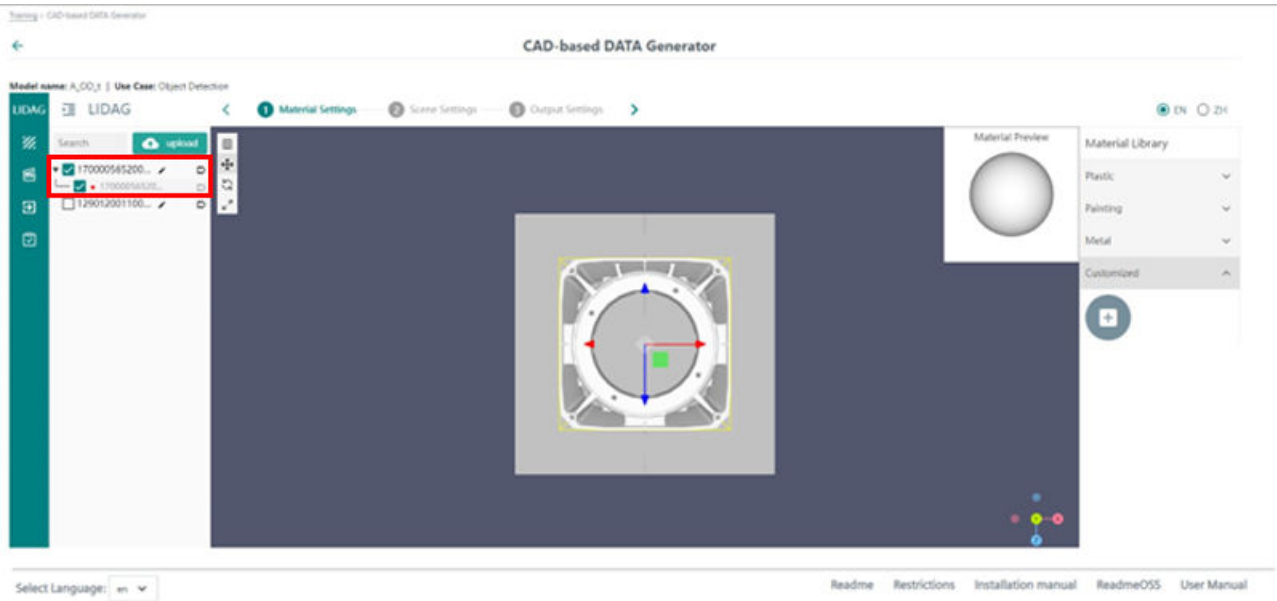 Training > CAD-based DATA Generator
CAD-based DATA Generator
Model name: A_OD_t | Use Case: Object Detection
LIDAG
LIDAG
1 Material Settings
2 Scene Settings
3 Output Settings
EN
ZH
Search
upload
170000565200...
17000056520...
129012001100...
Material Preview
Material Library
Plastic
Painting
Metal
Customized
Y
X
Z
Select Language: en
Readme Restrictions Installation manual ReadmeOSS User Manual